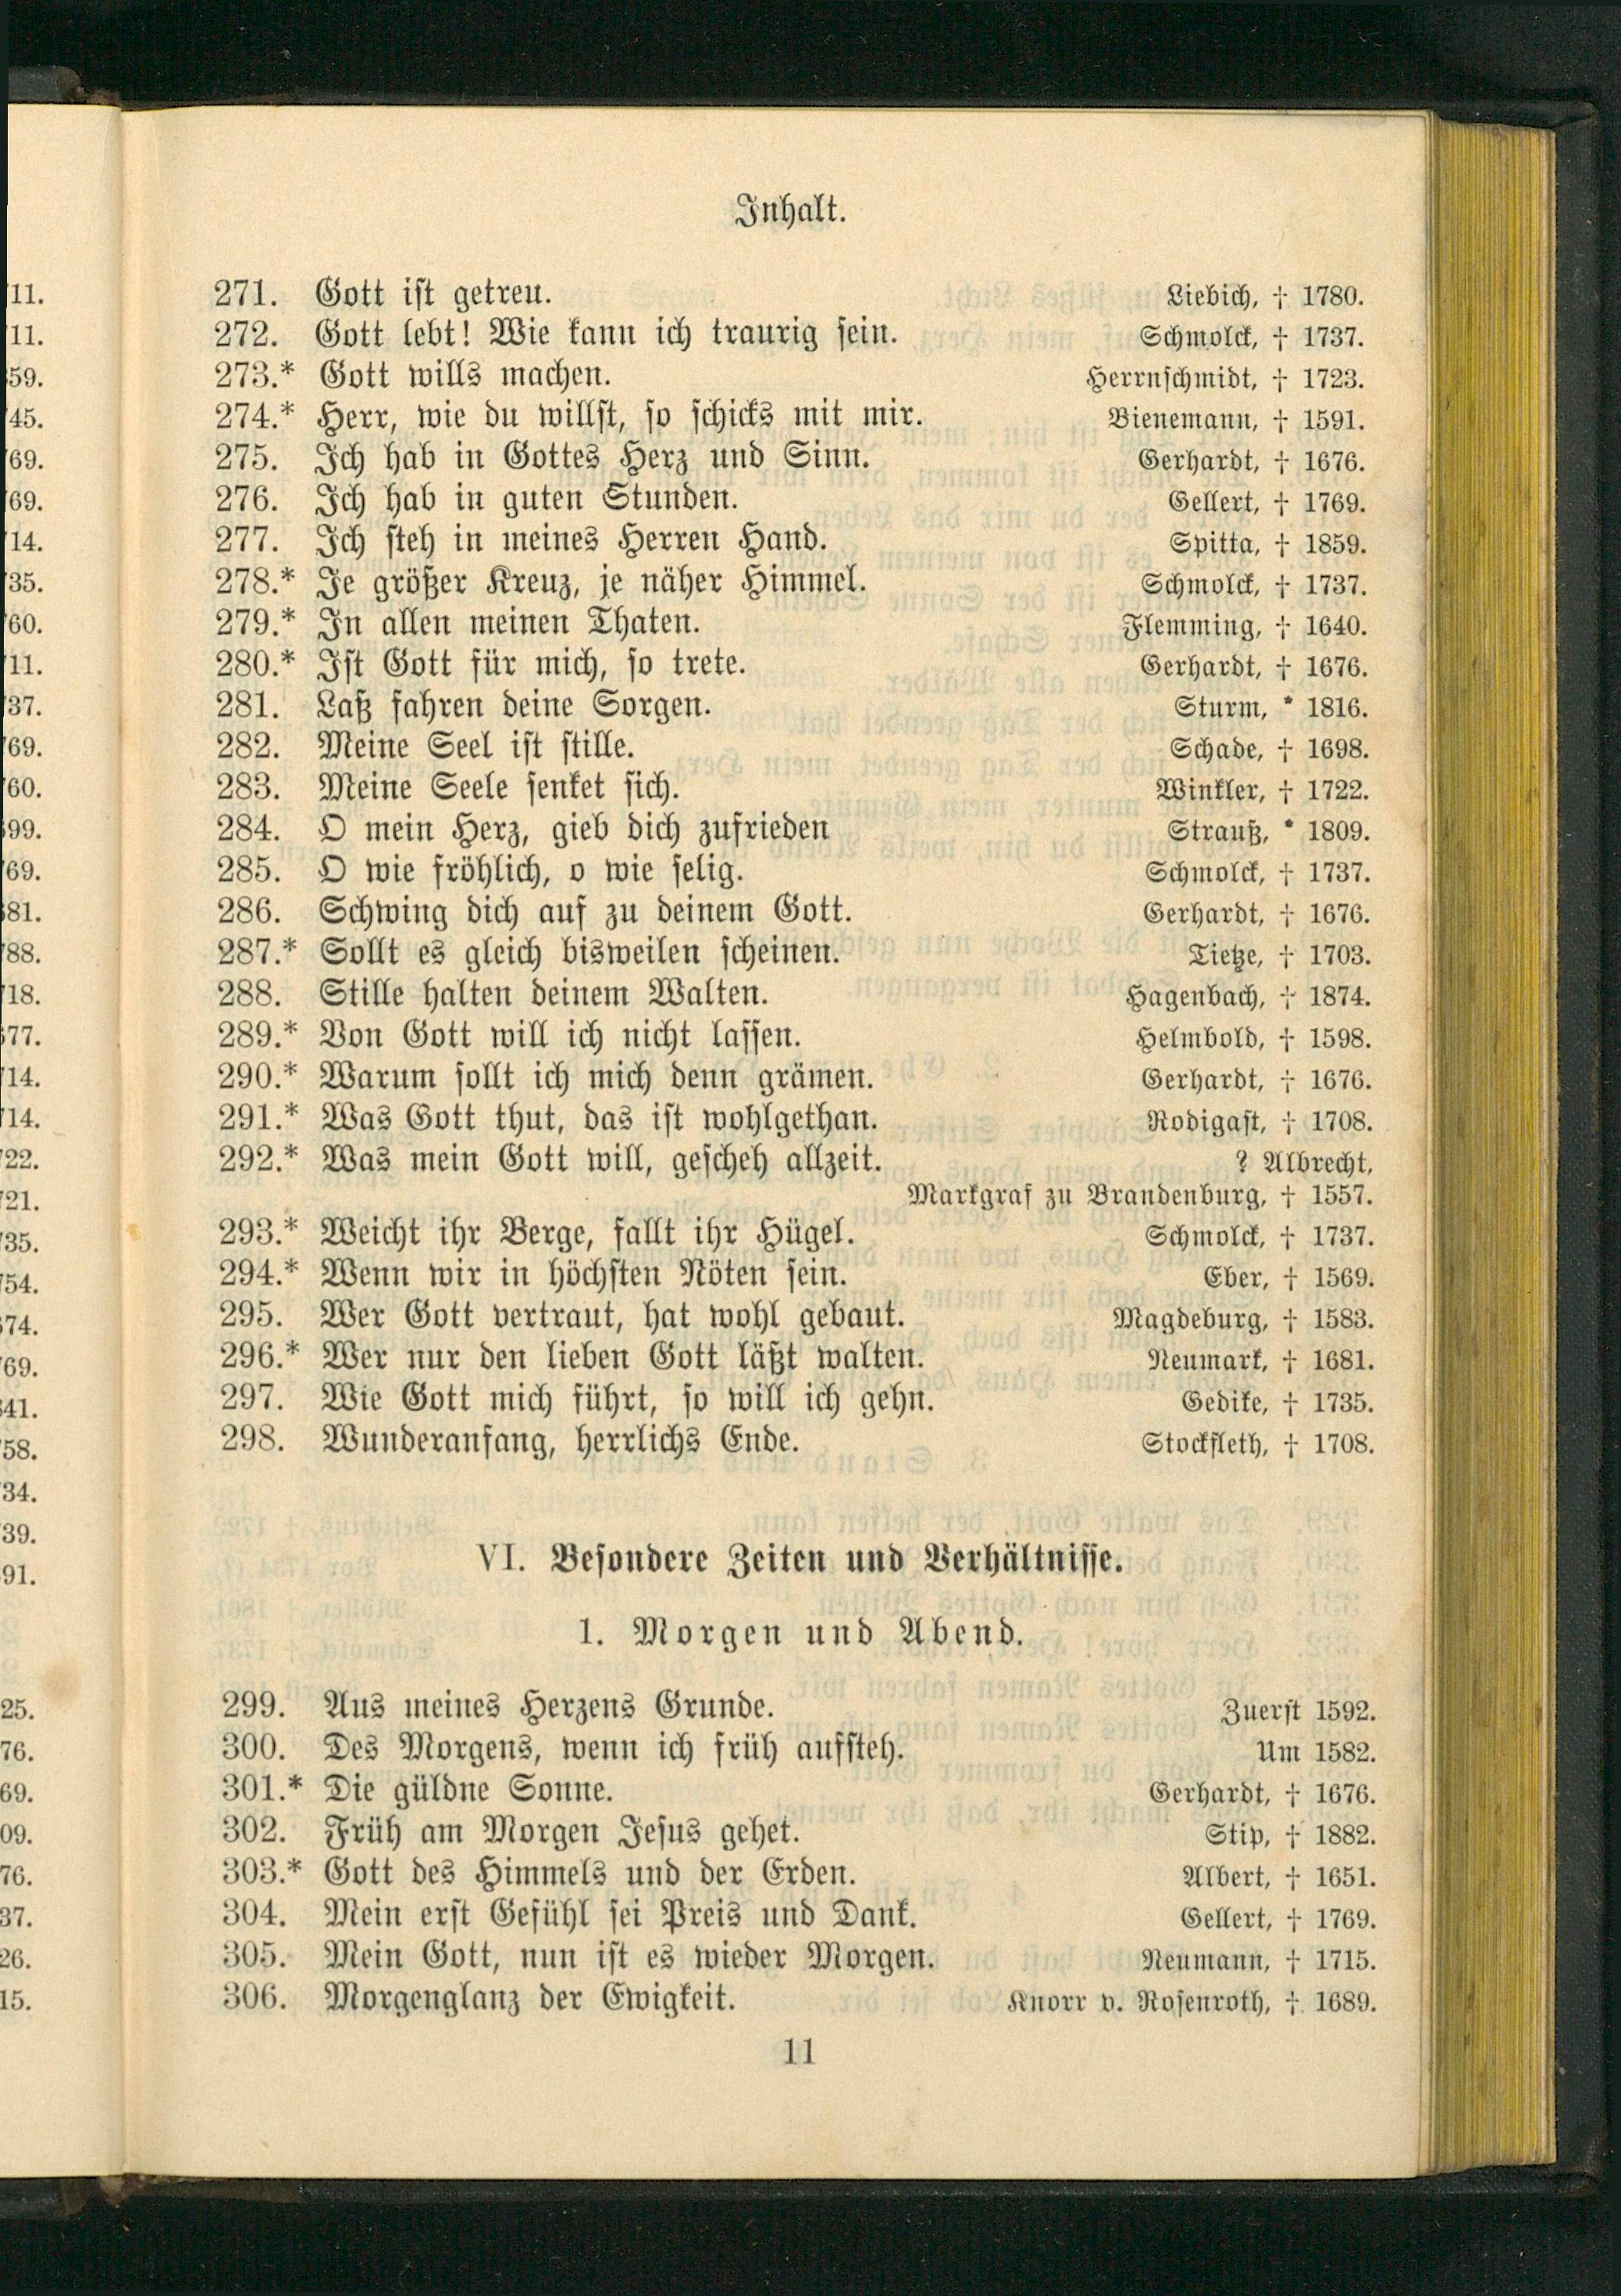 Inhalt.
271. Gott ist getreu. Liebich, † 1780.
272. Gott lebt! Wie kann ich traurig sein. Schmolck, † 1737.
273.* Gott wills machen. Herrnschmidt, † 1723.
274.* Herr, wie du willst, so schicks mit mir. Bienemann, † 1591.
275. Ich hab in Gottes Herz und Sinn. Gerhardt, † 1676.
276. Ich hab in guten Stunden. Gellert, † 1769.
277. Ich steh in meines Herren Hand. Spitta, † 1859.
278.* Je größer Kreuz, je näher Himmel. Schmolck, † 1737.
279.* In allen meinen Thaten. Flemming, † 1640.
280.* Ist Gott für mich, so trete. Gerhardt, † 1676.
281. Laß fahren deine Sorgen. Sturm, * 1816.
282. Meine Seel ist stille. Schade, † 1698.
283. Meine Seele senket sich. Winkler, † 1722.
284. O mein Herz, gieb dich zufrieden Strauß, * 1809.
285. O wie fröhlich, o wie selig. Schmolck, † 1737.
286. Schwing dich auf zu deinem Gott. Gerhardt, † 1676.
287.* Sollt es gleich bisweilen scheinen. Tietze, † 1703.
288. Stille halten deinem Walten. Hagenbach, † 1874.
289.* Von Gott will ich nicht lassen. Helmbold, † 1598.
290.* Warum sollt ich mich denn grämen. Gerhardt, † 1676.
291.* Was Gott thut, das ist wohlgethan. Rodigast, † 1708.
292.* Was mein Gott will, gescheh allzeit. ? Albrecht,
Markgraf zu Brandenburg, † 1557.
293.* Weicht ihr Berge, fallt ihr Hügel. Schmolck, † 1737.
294.* Wenn wir in höchsten Nöten sein. Eber, † 1569.
295. Wer Gott vertraut, hat wohl gebaut. Magdeburg, † 1583.
296.* Wer nur den lieben Gott läßt walten. Neumark, † 1681.
297. Wie Gott mich führt, so will ich gehn. Gedike, † 1735.
298. Wunderanfang, herrlichs Ende. Stockfleth, † 1708.
VI. Besondere Zeiten und Verhältnisse.
1. Morgen und Abend.
299. Aus meines Herzens Grunde. Zuerst 1592.
300. Des Morgens, wenn ich früh aufsteh. Um 1582.
301.* Die güldne Sonne. Gerhardt, † 1676.
302. Früh am Morgen Jesus gehet. Stip, † 1882.
303.* Gott des Himmels und der Erden. Albert, † 1651.
304. Mein erst Gefühl sei Preis und Dank. Gellert, † 1769.
305. Mein Gott, nun ist es wieder Morgen. Neumann, † 1715.
306. Morgenglanz der Ewigkeit. Knorr v. Rosenroth, † 1689.
11